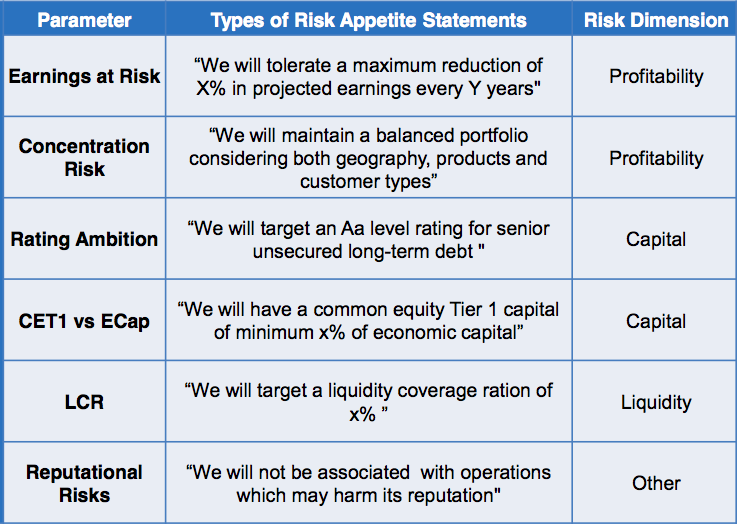 Parameter
Types of Risk Appetite Statements
Risk Dimension
Earnings at Risk
“We will tolerate a maximum reduction of
X% in projected earnings every Y years"
Profitability
Concentration
Risk
“We will maintain a balanced portfolio
considering both geography, products and
customer types”
Profitability
Rating Ambition
“We will target an Aa level rating for senior
unsecured long-term debt "
Capital
CET1 vs ECap
“We will have a common equity Tier 1 capital
of minimum x% of economic capital”
Capital
LCR
“We will target a liquidity coverage ration of
x% ”
Liquidity
Reputational
Risks
“We will not be associated  with operations
which may harm its reputation"
Other